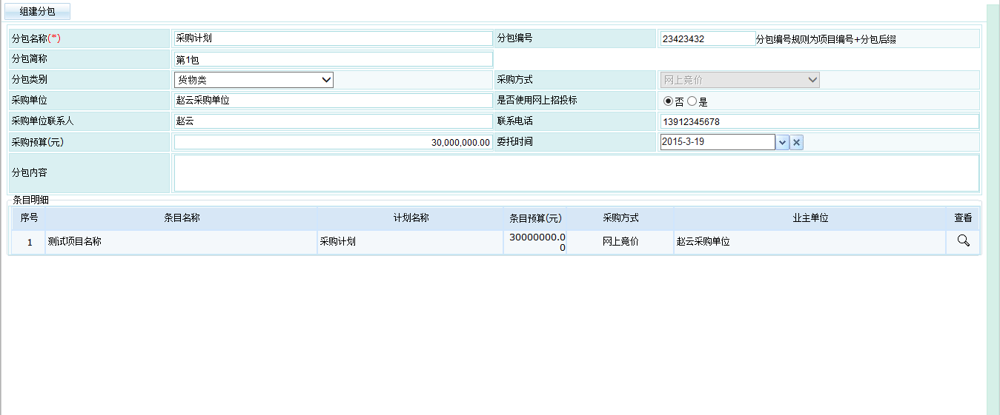 组建分包
分包名称(*) 采购计划 分包编号 23423432 分包编号规则为项目编号+分包后缀
分包简称 第1包
分包类别 货物类 采购方式 网上竞价
采购单位 赵云采购单位 是否使用网上招投标 否 是
采购单位联系人 赵云 联系电话 13912345678
采购预算(元) 30,000,000.00 委托时间 2015-3-19
分包内容
条目明细
序号 条目名称 计划名称 条目预算(元) 采购方式 业主单位 查看
1 测试项目名称 采购计划 30000000.0 网上竞价 赵云采购单位
0